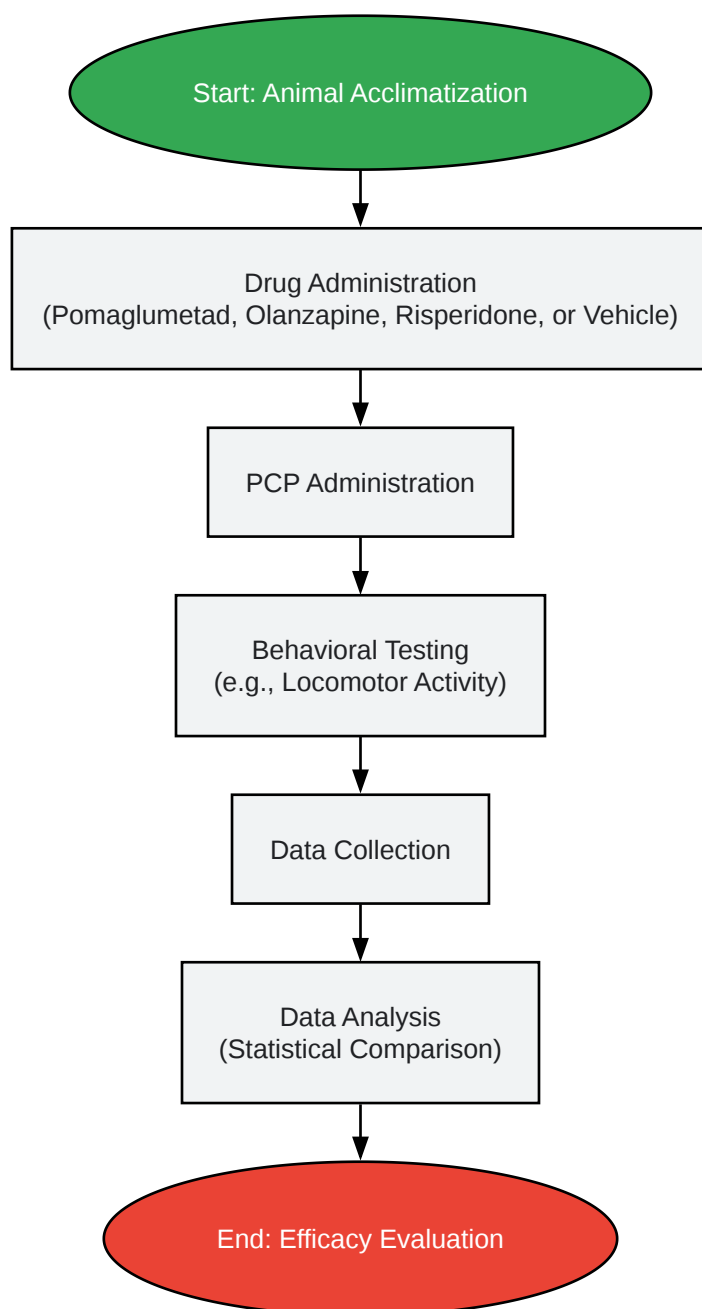 Start: Animal Acclimatization
Drug Administration
(Pomaglumetad, Olanzapine, Risperidone, or Vehicle)
PCP Administration
Behavioral Testing
(e.g., Locomotor Activity)
Data Collection
Data Analysis
(Statistical Comparison)
End: Efficacy Evaluation